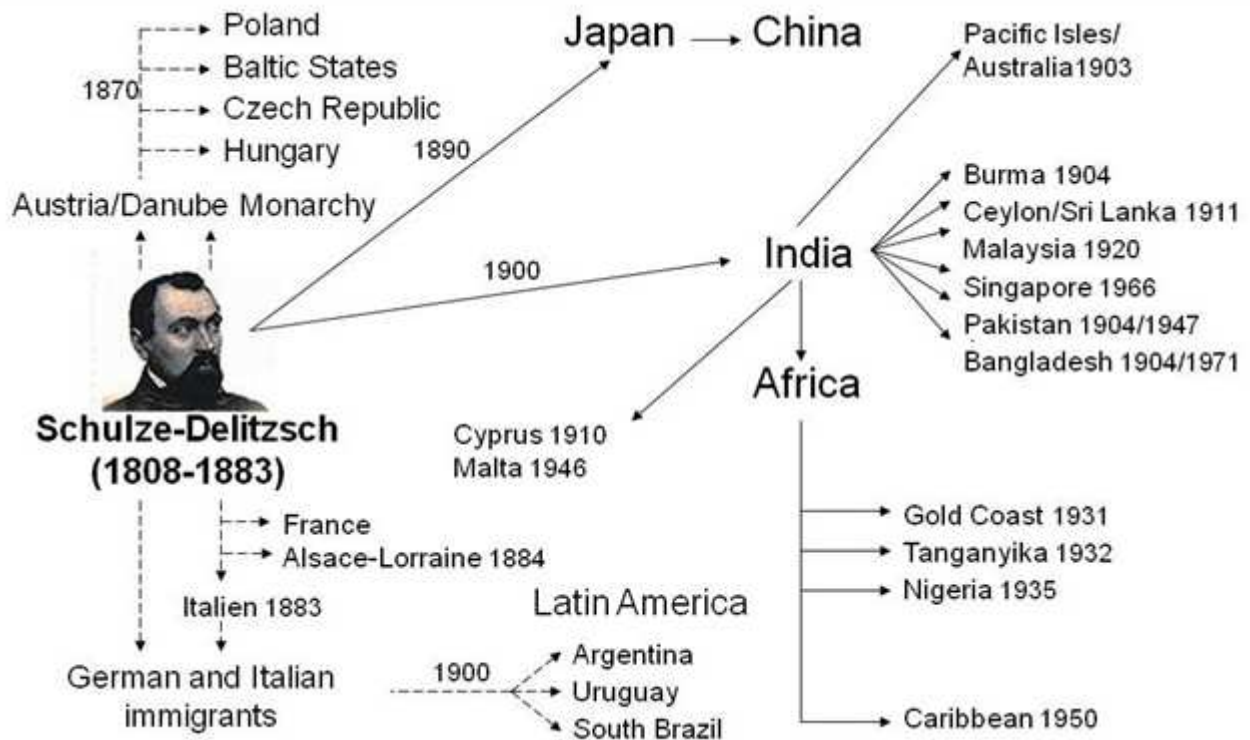 Poland
Baltic States
1870
Czech Republic
Hungary
Austria/Danube Monarchy
Schulze-Delitzsch
(1808-1883)
Japan
China
1890
1900
India
Pacific Isles/
Australia1903
Burma 1904
Ceylon/Sri Lanka 1911
Malaysia 1920
Singapore 1966
Pakistan 1904/1947
Bangladesh 1904/1971
Africa
Cyprus 1910
Malta 1946
Gold Coast 1931
Tanganyika 1932
Nigeria 1935
Caribbean 1950
France
Alsace-Lorraine 1884
Italien 1883
German and Italian
immigrants
1900
Latin America
Argentina
Uruguay
South Brazil